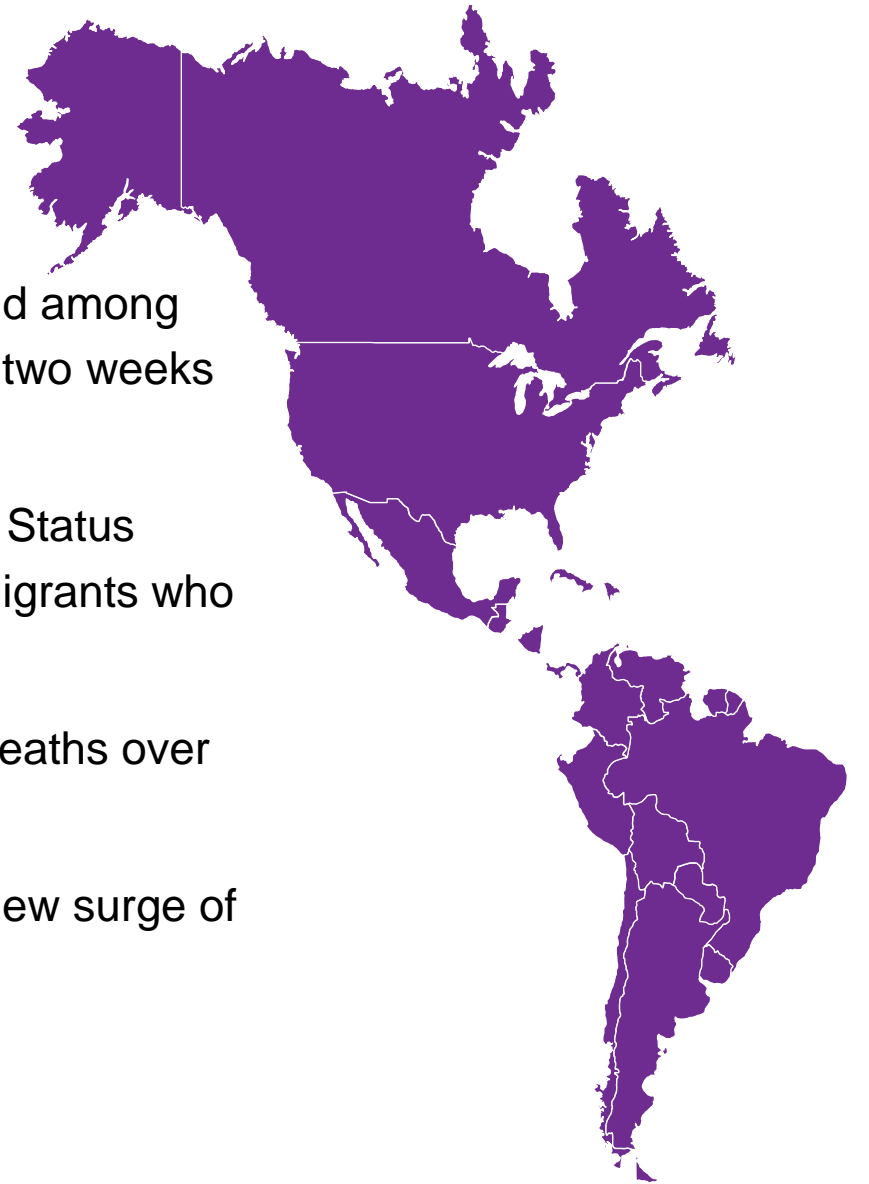 d among
two weeks
Status
igrants who
eaths over
ew surge of